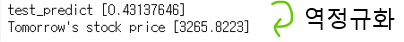 test_predict [0.43137646]
Tomorrow's stock price [3265.8223]
역정규화